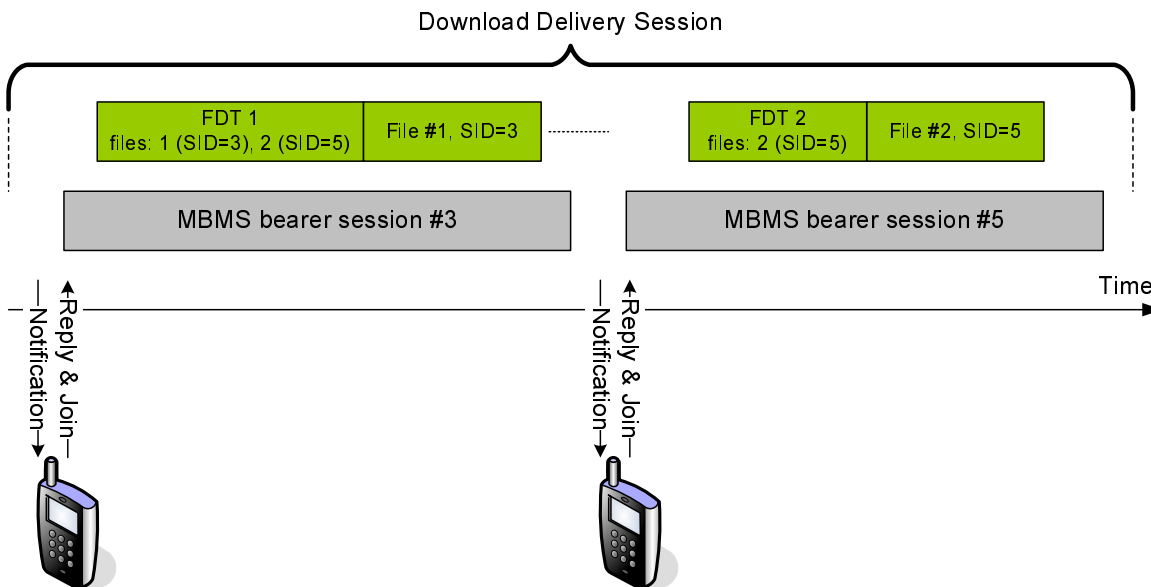 Download Delivery Session
FDT 1
files: 1 (SID=3), 2 (SID=5)
File #1, SID=3
FDT 2
files: 2 (SID=5)
File #2, SID=5
MBMS bearer session #3
MBMS bearer session #5
Time
Notification
Reply & Join
Notification
Reply & Join